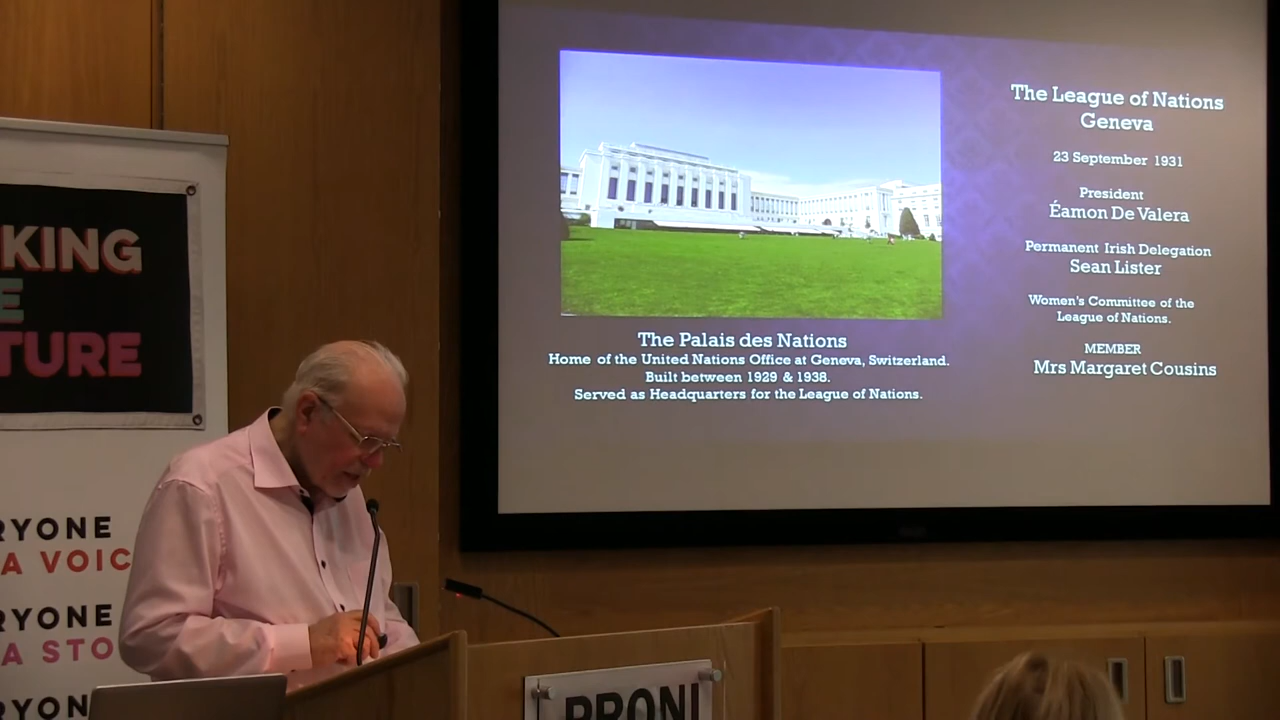 KING
E
TURE
RYONE
A VOIC
RYONE
A STO
RYON
The League of Nations
Geneva
23 September 1931
President
Éamon De Valera
Permanent Irish Delegation
Sean Lister
Women's Committee of the
League of Nations.
MEMBER
Mrs Margaret Cousins
The Palais des Nations
Home of the United Nations Office at Geneva, Switzerland.
Built between 1929 & 1938.
Served as Headquarters for the League of Nations.
PRONI